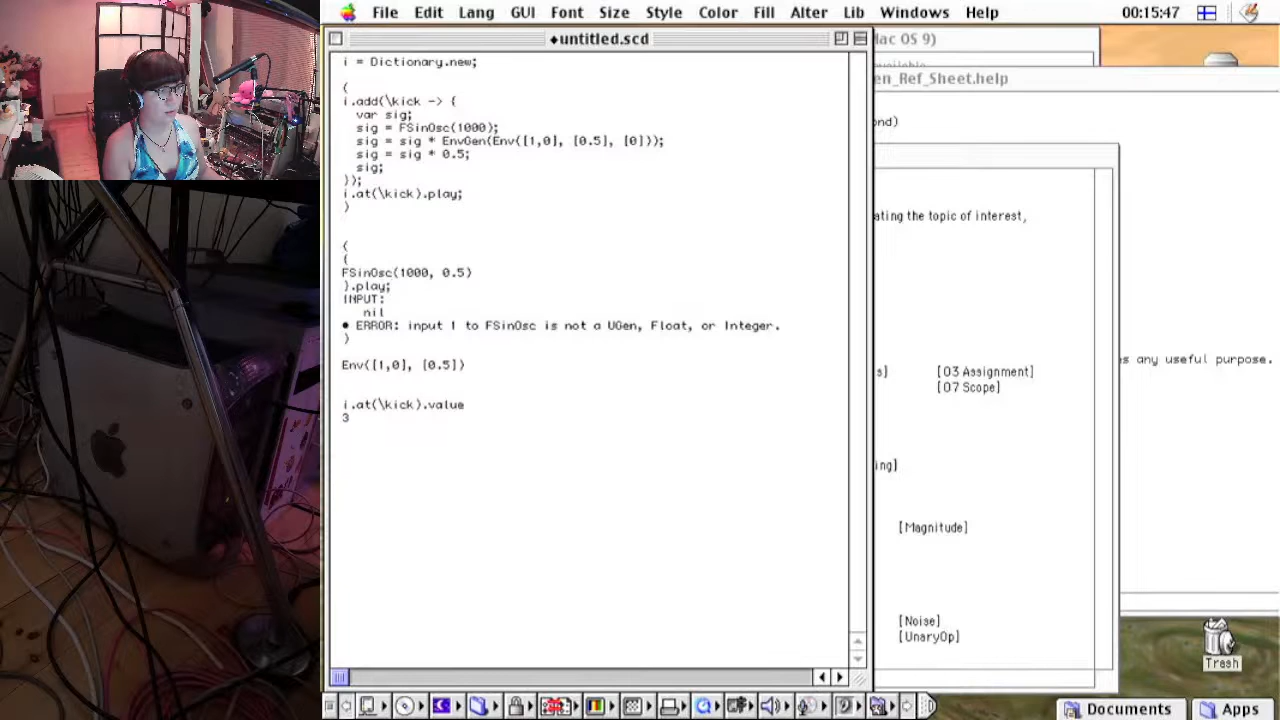 File Edit Lang GUI Font Size Style Color Fill Alter Lib Windows Help 00:15:47
♦untitled.scd
i = Dictionary.new;
(
i.add(\kick -> {
var sig;
sig = FSinOsc(1000);
sig = sig * EnvGen(Env([1,0], [0.5], [0]));
sig = sig * 0.5;
sig;
});
i.at(\kick).play;
)
(
{
FSinOsc(1000, 0.5)
}.play;
INPUT:
nil
• ERROR: input 1 to FSinOsc is not a UGen, Float, or Integer.
)
Env([1,0], [0.5])
i.at(\kick).value
3
Mac OS 9)
en_Ref_Sheet.help
ond)
ating the topic of interest,
s any useful purpose.
s] [03 Assignment]
[07 Scope]
ing]
[Magnitude]
[Noise]
[UnaryOp]
Trash
Documents Apps